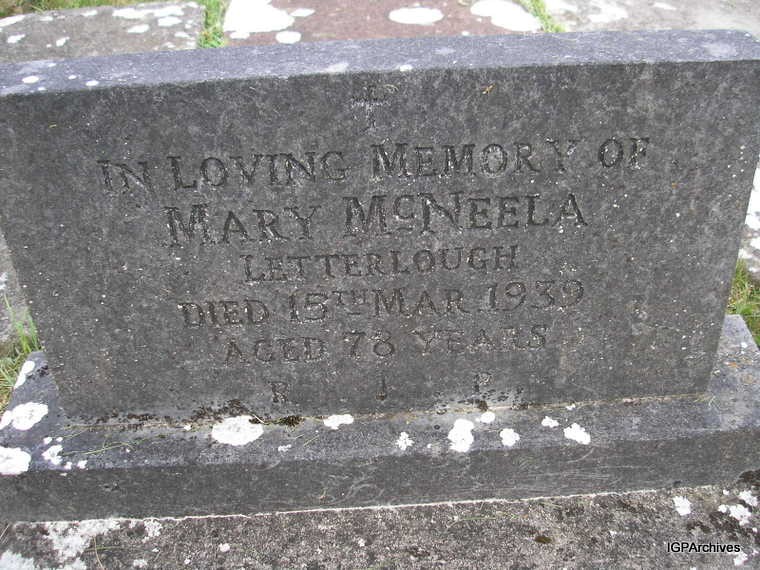 IN LOVING MEMORY OF
MARY McNEELA
LETTERLOUGH
DIED 15TH MAR 1939
AGED 78 YEARS
R I P
IGPArchives